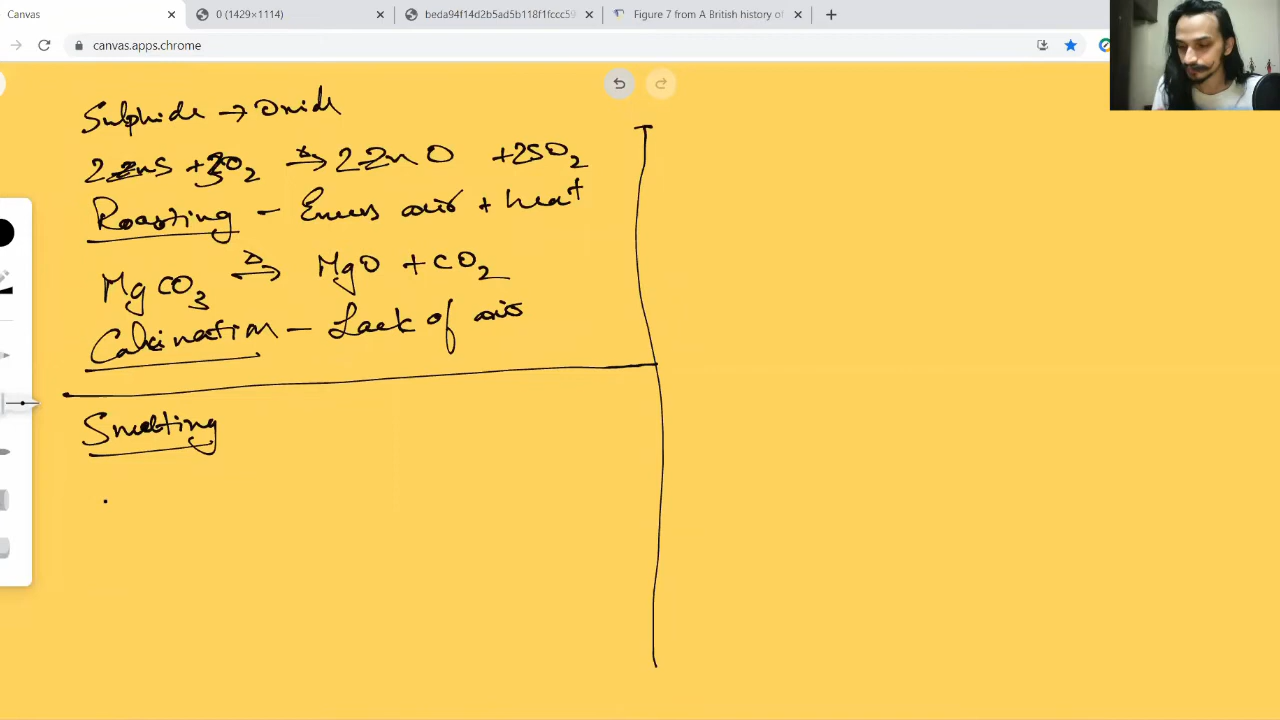 Canvas
0 (1429×1114)
beda94f14d2b5ad5b118f1fccc59
Figure 7 from A British history of
canvas.apps.chrome
Sulphide → Oxide
2ZnS + 3O₂ →Δ 2ZnO + 2SO₂
Roasting - Excess air + heat
MgCO₃ ⇌Δ MgO + CO₂
Calcination - Lack of air
Smelting